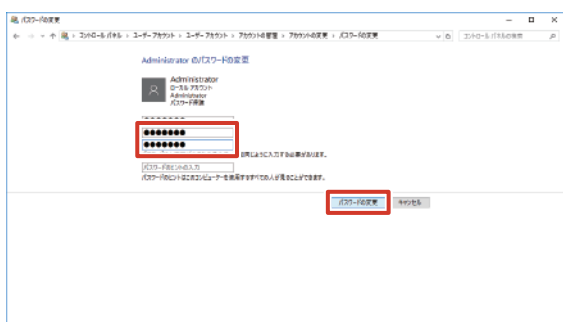 パスワードの変更
コントロール パネル › ユーザー アカウント › ユーザー アカウント › アカウントの管理 › アカウントの変更 › パスワードの変更
コントロール パネルの検索
Administrator のパスワードの変更
Administrator
ローカル アカウント
Administrator
パスワード保護
●●●●●●●
●●●●●●●
同じように入力する必要があります。
パスワードのヒントの入力
パスワードのヒントはこのコンピューターを使用するすべての人が見ることができます。
パスワードの変更
キャンセル